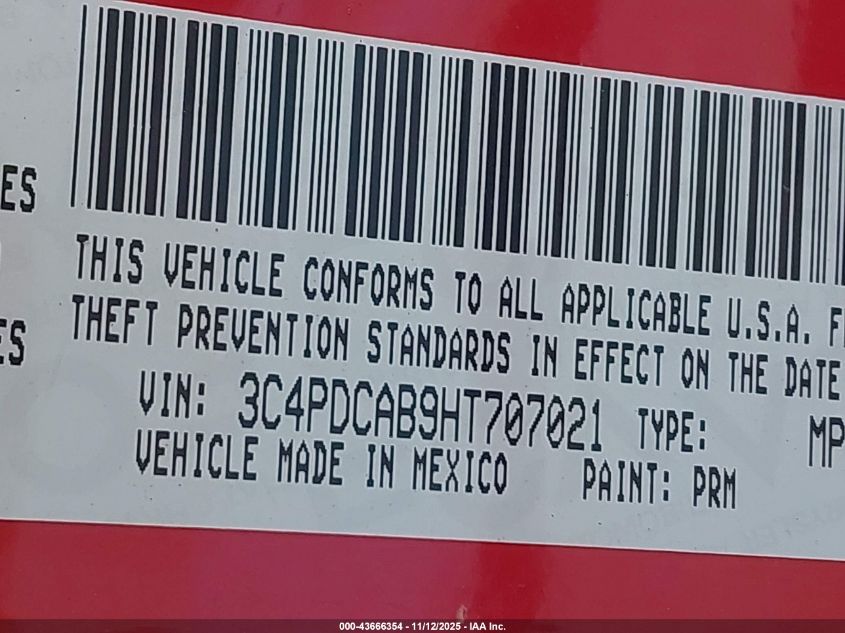 ES
THIS VEHICLE CONFORMS TO ALL APPLICABLE U.S.A.
THEFT PREVENTION STANDARDS IN EFFECT ON THE DATE
ES
VIN: 3C4PDCAB9HT707021 TYPE: MP
VEHICLE MADE IN MEXICO PAINT: PRM
000-43666354 - 11/12/2025 - IAA Inc.